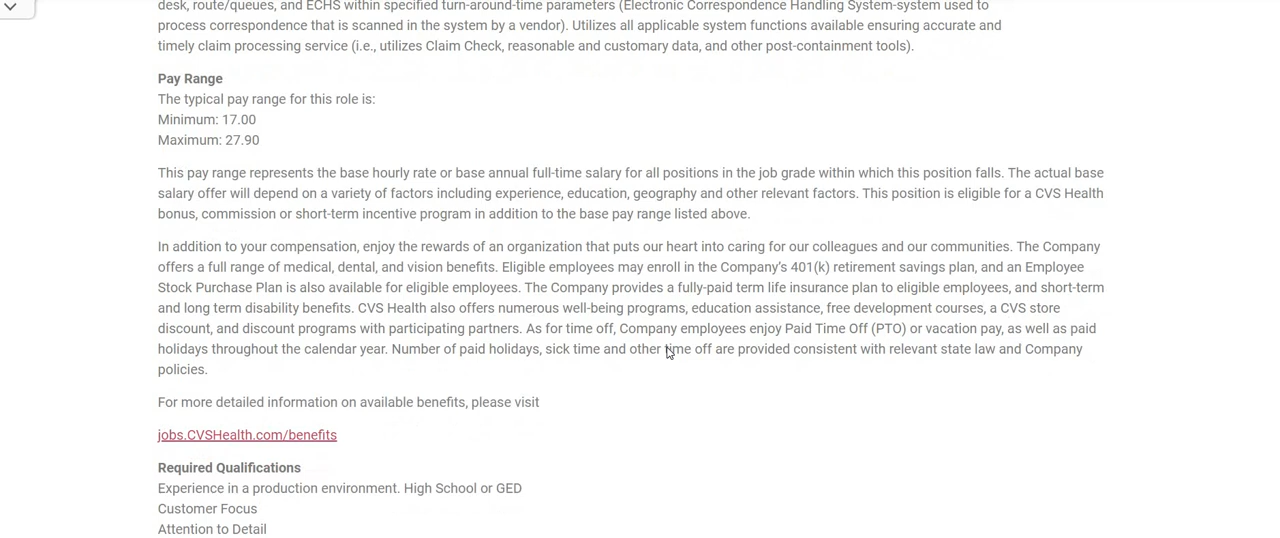 desk, route/queues, and ECHS within specified turn-around-time parameters (Electronic Correspondence Handling System-system used to
process correspondence that is scanned in the system by a vendor). Utilizes all applicable system functions available ensuring accurate and
timely claim processing service (i.e., utilizes Claim Check, reasonable and customary data, and other post-containment tools).
Pay Range
The typical pay range for this role is:
Minimum: 17.00
Maximum: 27.90
This pay range represents the base hourly rate or base annual full-time salary for all positions in the job grade within which this position falls. The actual base
salary offer will depend on a variety of factors including experience, education, geography and other relevant factors. This position is eligible for a CVS Health
bonus, commission or short-term incentive program in addition to the base pay range listed above.
In addition to your compensation, enjoy the rewards of an organization that puts our heart into caring for our colleagues and our communities. The Company
offers a full range of medical, dental, and vision benefits. Eligible employees may enroll in the Company’s 401(k) retirement savings plan, and an Employee
Stock Purchase Plan is also available for eligible employees. The Company provides a fully-paid term life insurance plan to eligible employees, and short-term
and long term disability benefits. CVS Health also offers numerous well-being programs, education assistance, free development courses, a CVS store
discount, and discount programs with participating partners. As for time off, Company employees enjoy Paid Time Off (PTO) or vacation pay, as well as paid
holidays throughout the calendar year. Number of paid holidays, sick time and other time off are provided consistent with relevant state law and Company
policies.
For more detailed information on available benefits, please visit
jobs.CVSHealth.com/benefits
Required Qualifications
Experience in a production environment. High School or GED
Customer Focus
Attention to Detail